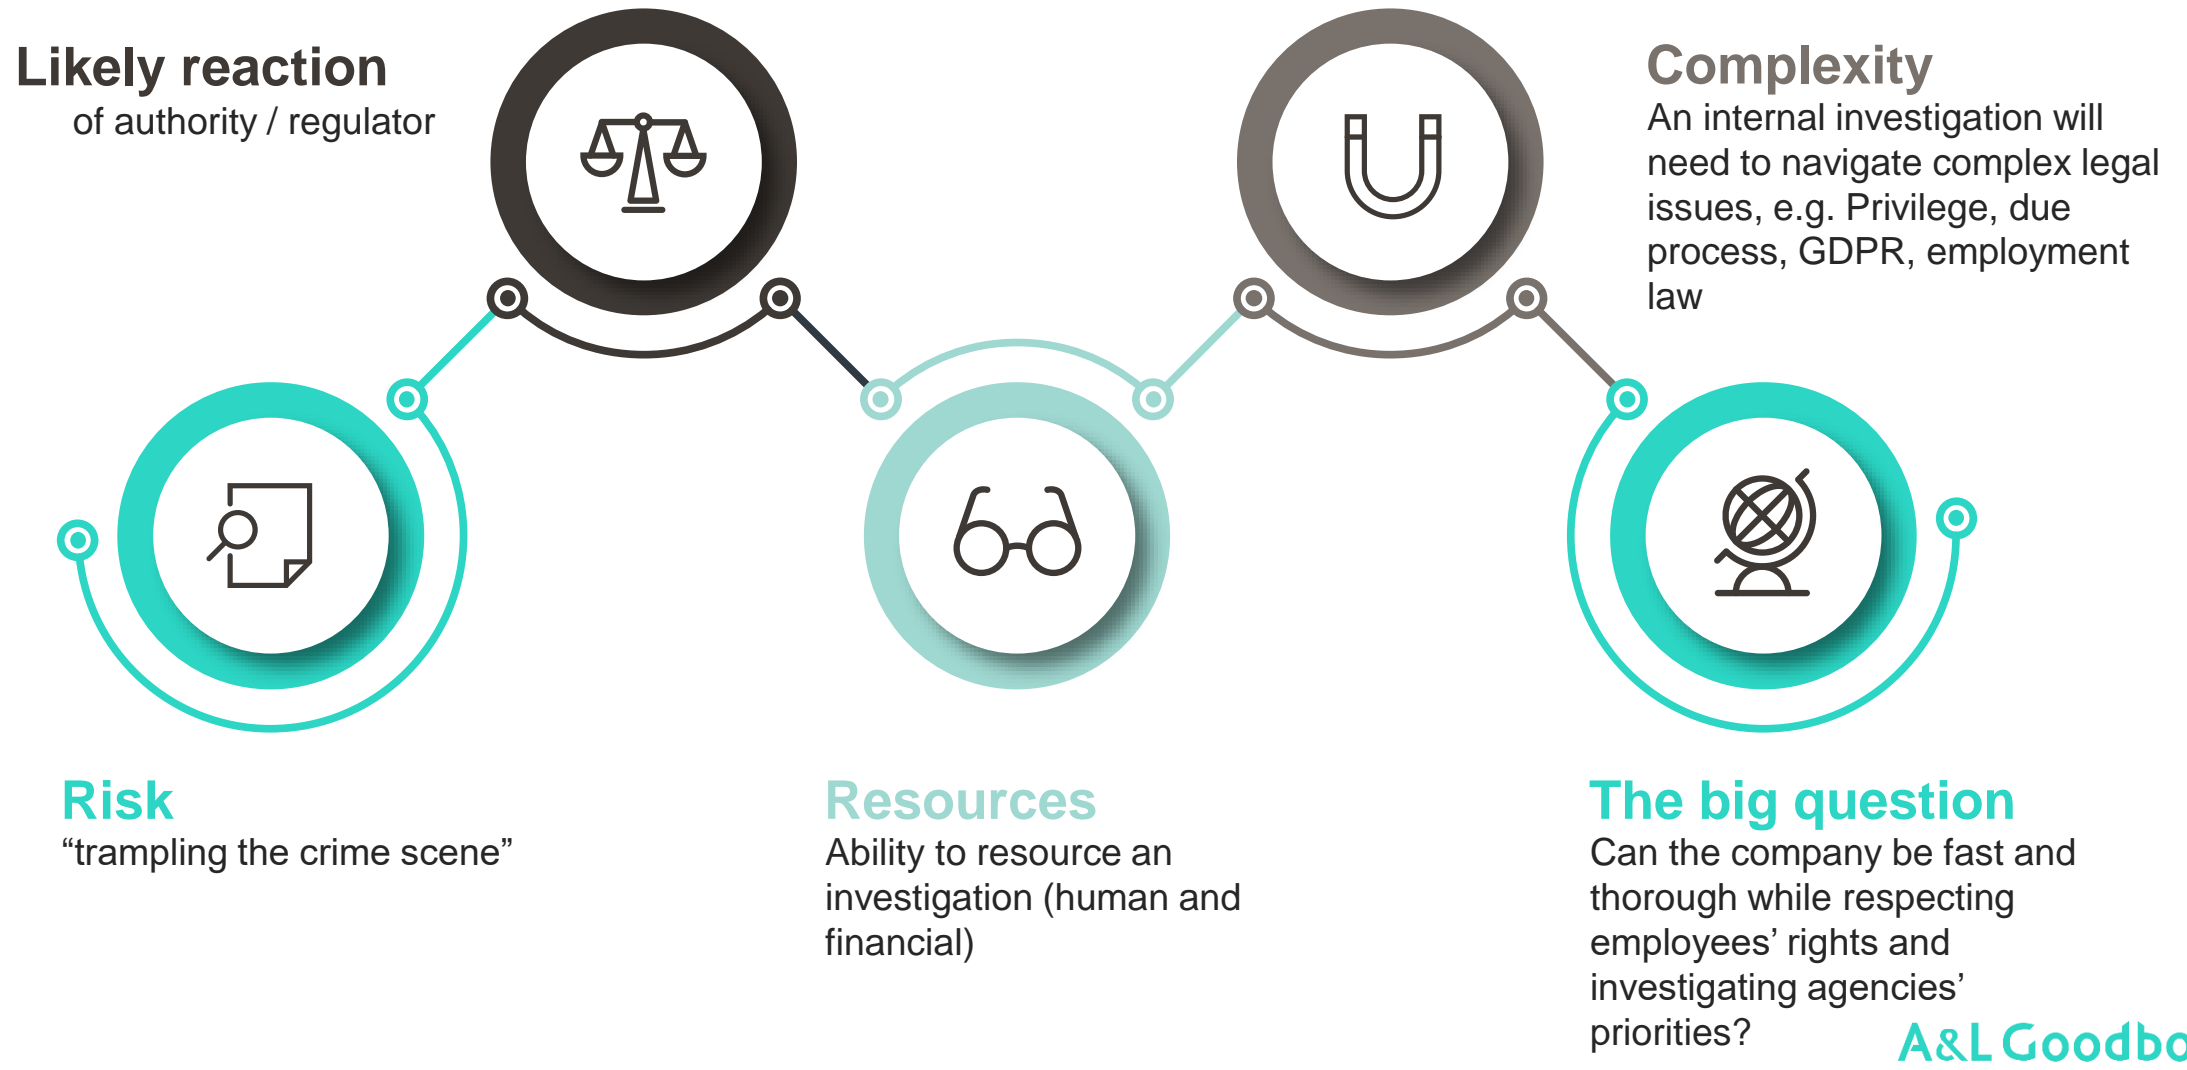 Likely reaction
of authority / regulator
Complexity
An internal investigation will
need to navigate complex legal
issues, e.g. Privilege, due
process, GDPR, employment
law
Risk
“trampling the crime scene”
Resources
Ability to resource an
investigation (human and
financial)
The big question
Can the company be fast and
thorough while respecting
employees’ rights and
investigating agencies’
priorities?
A&L